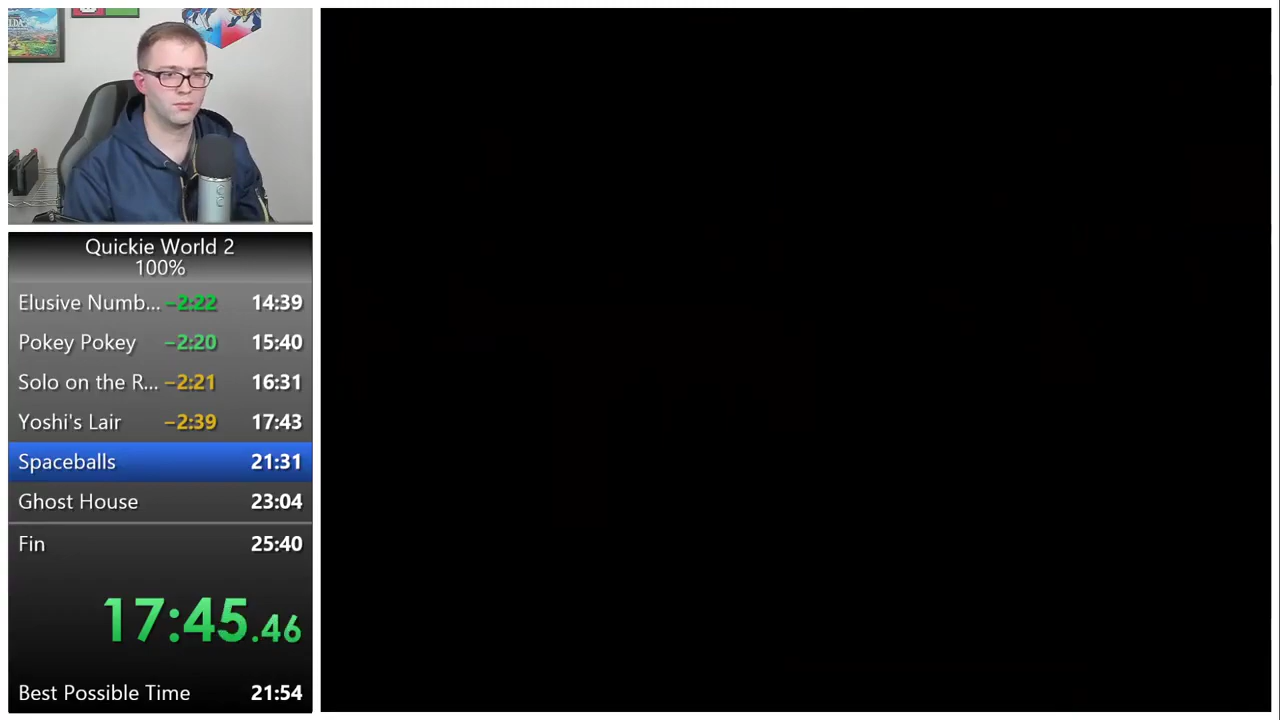 Quickie World 2
100%
Elusive Numb... −2:22 14:39
Pokey Pokey −2:20 15:40
Solo on the R... −2:21 16:31
Yoshi's Lair −2:39 17:43
Spaceballs 21:31
Ghost House 23:04
Fin 25:40
17:45.46
Best Possible Time 21:54